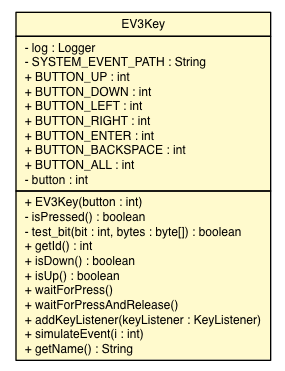 EV3Key
- log : Logger
- SYSTEM_EVENT_PATH : String
+ BUTTON_UP : int
+ BUTTON_DOWN : int
+ BUTTON_LEFT : int
+ BUTTON_RIGHT : int
+ BUTTON_ENTER : int
+ BUTTON_BACKSPACE : int
+ BUTTON_ALL : int
- button : int
+ EV3Key(button : int)
- isPressed() : boolean
- test_bit(bit : int, bytes : byte[]) : boolean
+ getId() : int
+ isDown() : boolean
+ isUp() : boolean
+ waitForPress()
+ waitForPressAndRelease()
+ addKeyListener(keyListener : KeyListener)
+ simulateEvent(i : int)
+ getName() : String